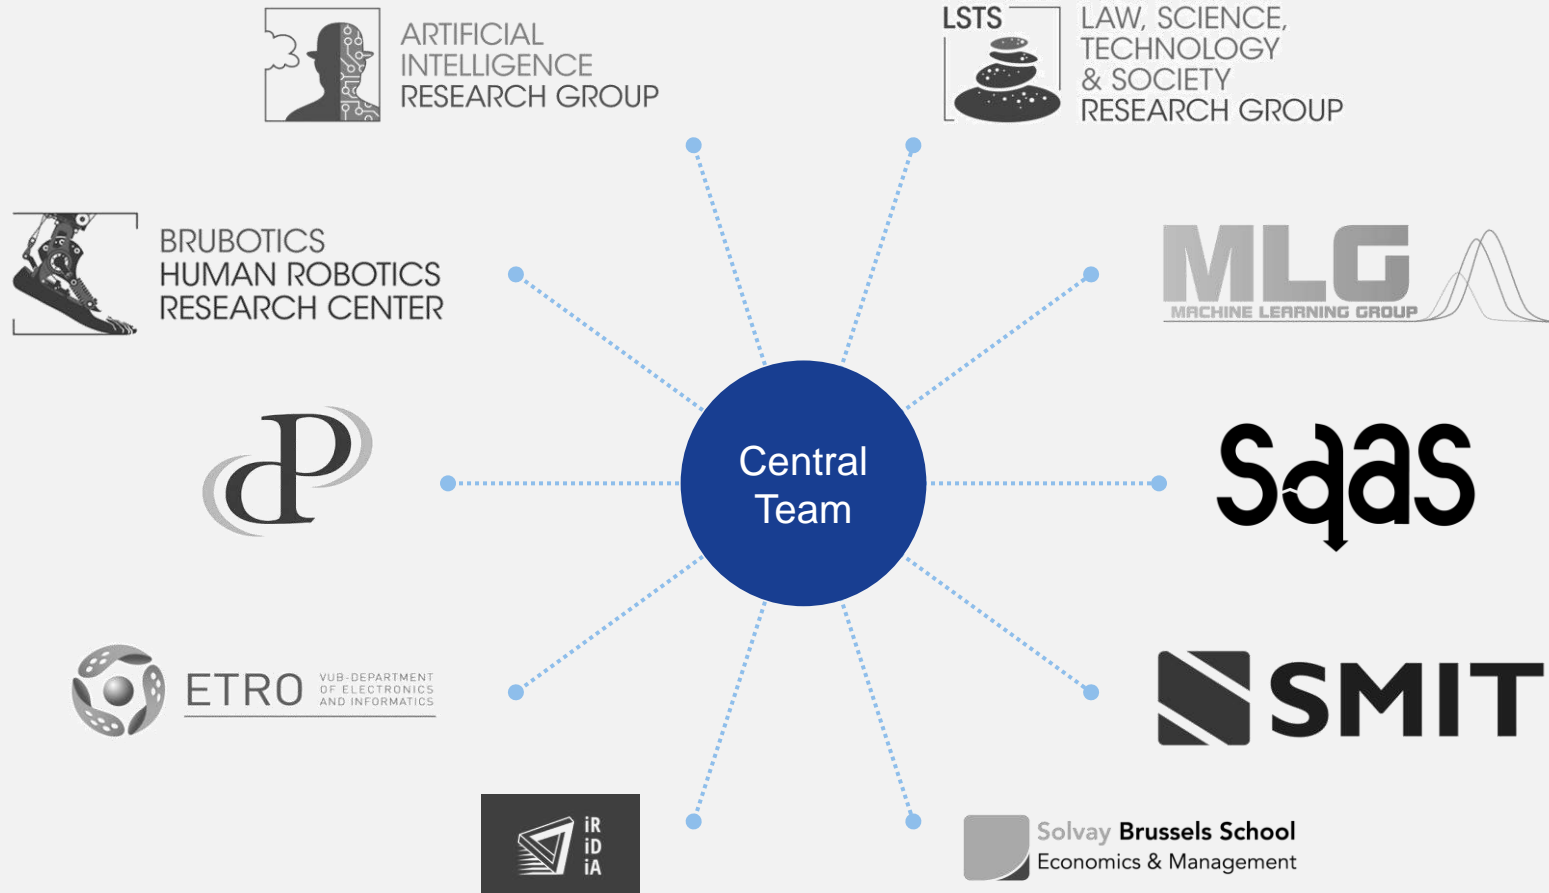 ARTIFICIAL
INTELLIGENCE
RESEARCH GROUP
LSTS
LAW, SCIENCE,
TECHNOLOGY
& SOCIETY
RESEARCH GROUP
BRUBOTICS
HUMAN ROBOTICS
RESEARCH CENTER
MLG
MACHINE LEARNING GROUP
dP
Central
Team
sqas
ETRO
VUB-DEPARTMENT
OF ELECTRONICS
AND INFORMATICS
SMIT
iR
iD
iA
Solvay Brussels School
Economics & Management